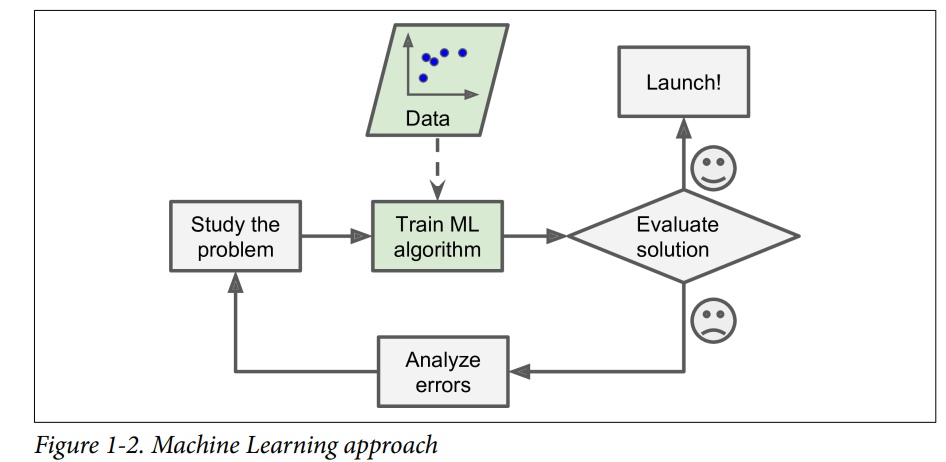 Data
Launch!
Study the
problem
Train ML
algorithm
Evaluate
solution
Analyze
errors
Figure 1-2. Machine Learning approach